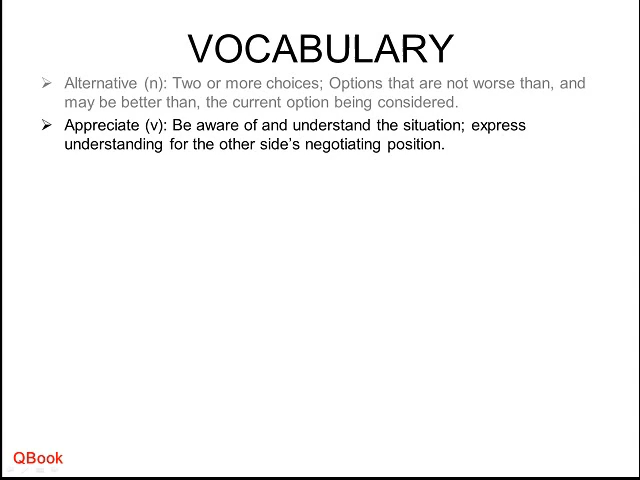 VOCABULARY
➢ Alternative (n): Two or more choices; Options that are not worse than, and
may be better than, the current option being considered.
➢ Appreciate (v): Be aware of and understand the situation; express
understanding for the other side's negotiating position.
QBook